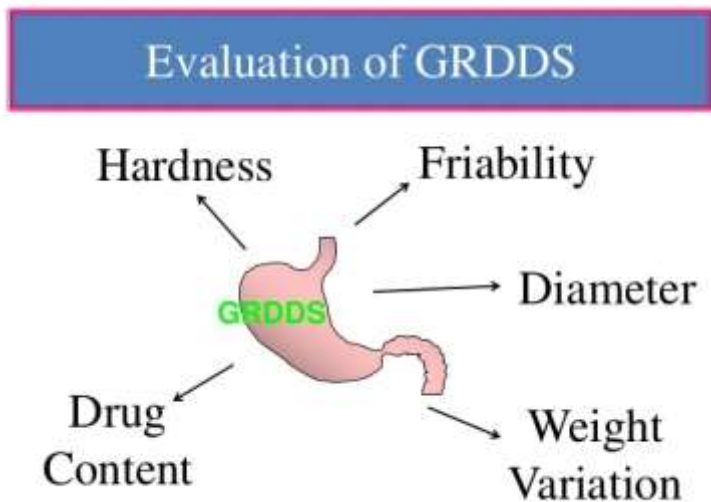 Evaluation of GRDDS
Hardness
Friability
GRDDS
Diameter
Drug
Content
Weight
Variation